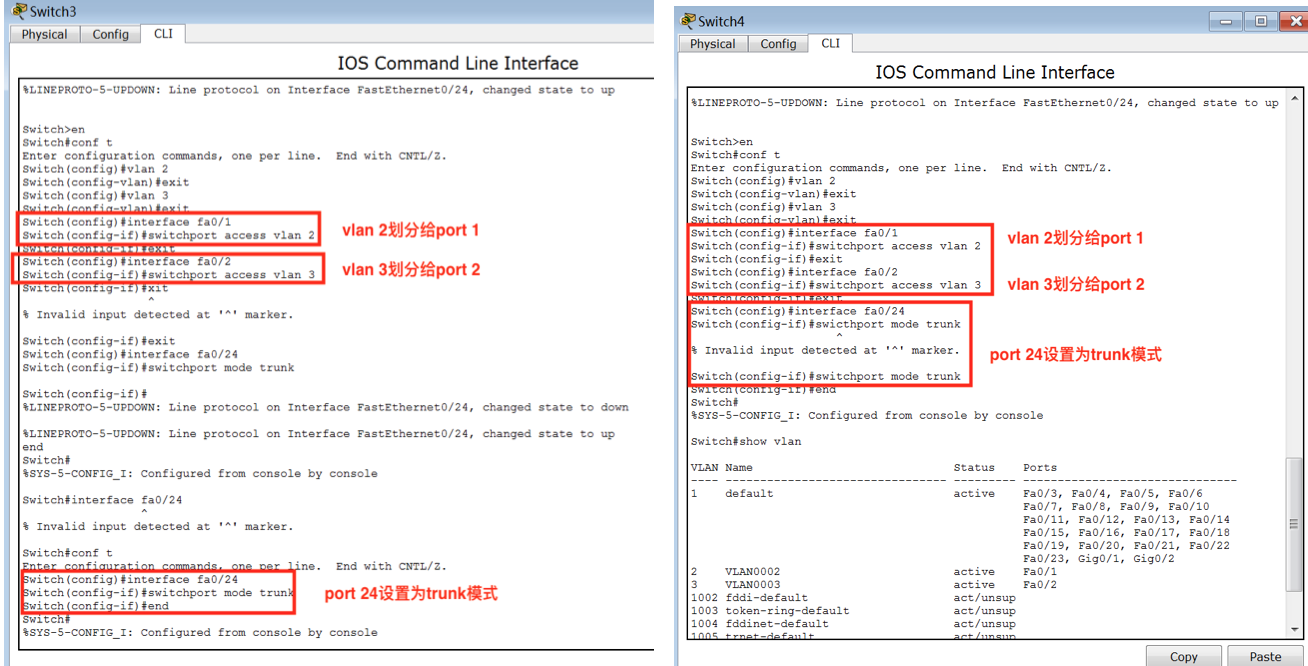 Switch3
Physical Config CLI
IOS Command Line Interface
%LINEPROTO-5-UPDOWN: Line protocol on Interface FastEthernet0/24, changed state to up
Switch>en
Switch#conf t
Enter configuration commands, one per line.  End with CNTL/Z.
Switch(config)#vlan 2
Switch(config-vlan)#exit
Switch(config)#vlan 3
Switch(config-vlan)#exit
Switch(config)#interface fa0/1
Switch(config-if)#switchport access vlan 2
vlan 2划分给port 1
Switch(config-if)#exit
Switch(config)#interface fa0/2
Switch(config-if)#switchport access vlan 3
vlan 3划分给port 2
Switch(config-if)#xit
^
% Invalid input detected at '^' marker.
Switch(config-if)#exit
Switch(config)#interface fa0/24
Switch(config-if)#switchport mode trunk
Switch(config-if)#
%LINEPROTO-5-UPDOWN: Line protocol on Interface FastEthernet0/24, changed state to down
%LINEPROTO-5-UPDOWN: Line protocol on Interface FastEthernet0/24, changed state to up
end
Switch#
%SYS-5-CONFIG_I: Configured from console by console
Switch#interface fa0/24
^
% Invalid input detected at '^' marker.
Switch#conf t
Enter configuration commands, one per line.  End with CNTL/Z.
Switch(config)#interface fa0/24
Switch(config-if)#switchport mode trunk
port 24设置为trunk模式
Switch(config-if)#end
Switch#
%SYS-5-CONFIG_I: Configured from console by console
Switch4
Physical Config CLI
IOS Command Line Interface
%LINEPROTO-5-UPDOWN: Line protocol on Interface FastEthernet0/24, changed state to up
Switch>en
Switch#conf t
Enter configuration commands, one per line.  End with CNTL/Z.
Switch(config)#vlan 2
Switch(config-vlan)#exit
Switch(config)#vlan 3
Switch(config-vlan)#exit
Switch(config)#interface fa0/1
vlan 2划分给port 1
Switch(config-if)#switchport access vlan 2
Switch(config-if)#exit
Switch(config)#interface fa0/2
Switch(config-if)#switchport access vlan 3
vlan 3划分给port 2
Switch(config-if)#exit
Switch(config)#interface fa0/24
Switch(config-if)#swicthport mode trunk
^
% Invalid input detected at '^' marker.
port 24设置为trunk模式
Switch(config-if)#switchport mode trunk
Switch(config-if)#end
Switch#
%SYS-5-CONFIG_I: Configured from console by console
Switch#show vlan
VLAN Name Status Ports
---- -------------------------------- --------- -------------------------------
1 default active Fa0/3, Fa0/4, Fa0/5, Fa0/6
Fa0/7, Fa0/8, Fa0/9, Fa0/10
Fa0/11, Fa0/12, Fa0/13, Fa0/14
Fa0/15, Fa0/16, Fa0/17, Fa0/18
Fa0/19, Fa0/20, Fa0/21, Fa0/22
Fa0/23, Gig0/1, Gig0/2
2 VLAN0002 active Fa0/1
3 VLAN0003 active Fa0/2
1002 fddi-default act/unsup
1003 token-ring-default act/unsup
1004 fddinet-default act/unsup
1005 trnet-default act/unsup
Copy Paste